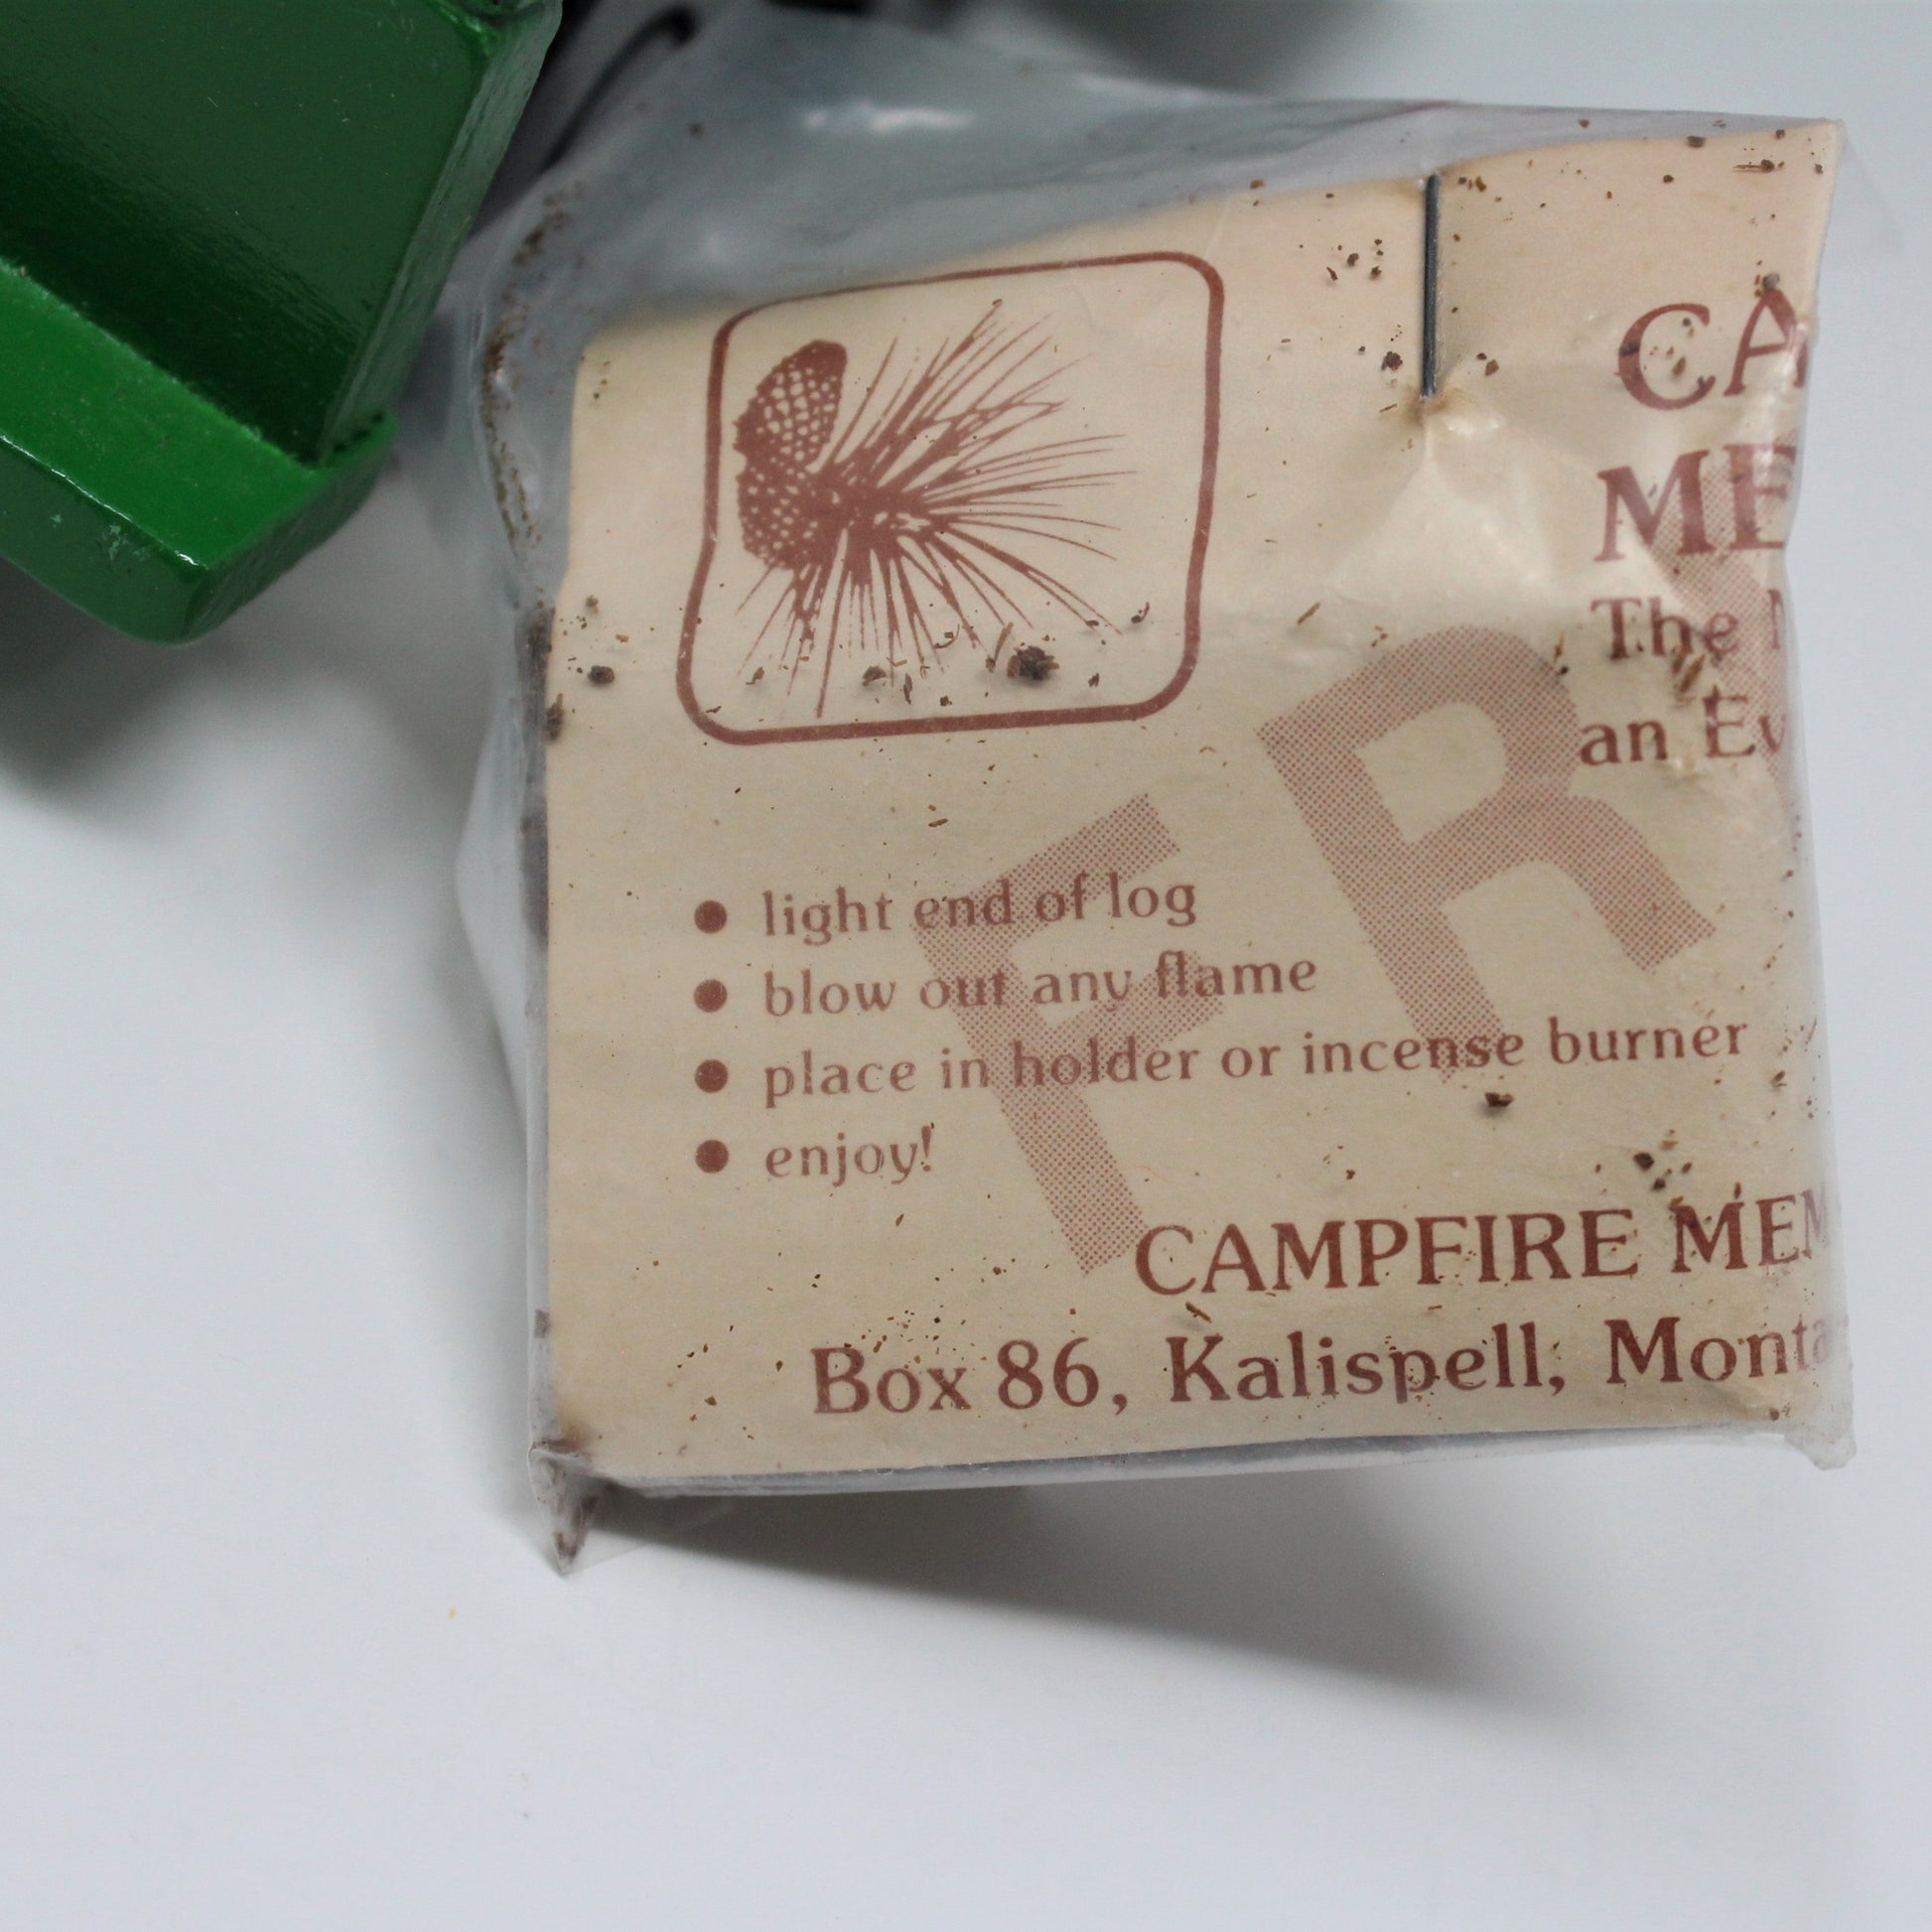 CA
ME
The
an Ev
FR
• light end of log
• blow out any flame
• place in holder or incense burner
• enjoy!
CAMPFIRE MEM
Box 86, Kalispell, Monta